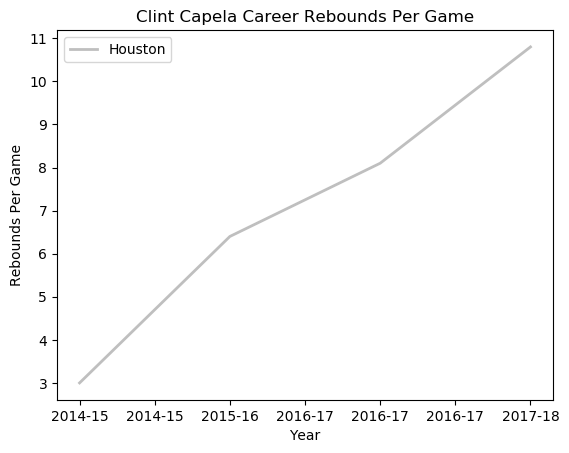 Clint Capela Career Rebounds Per Game
Houston
Rebounds Per Game
11
10
9
8
7
6
5
4
3
2014-15 2014-15 2015-16 2016-17 2016-17 2016-17 2017-18
Year